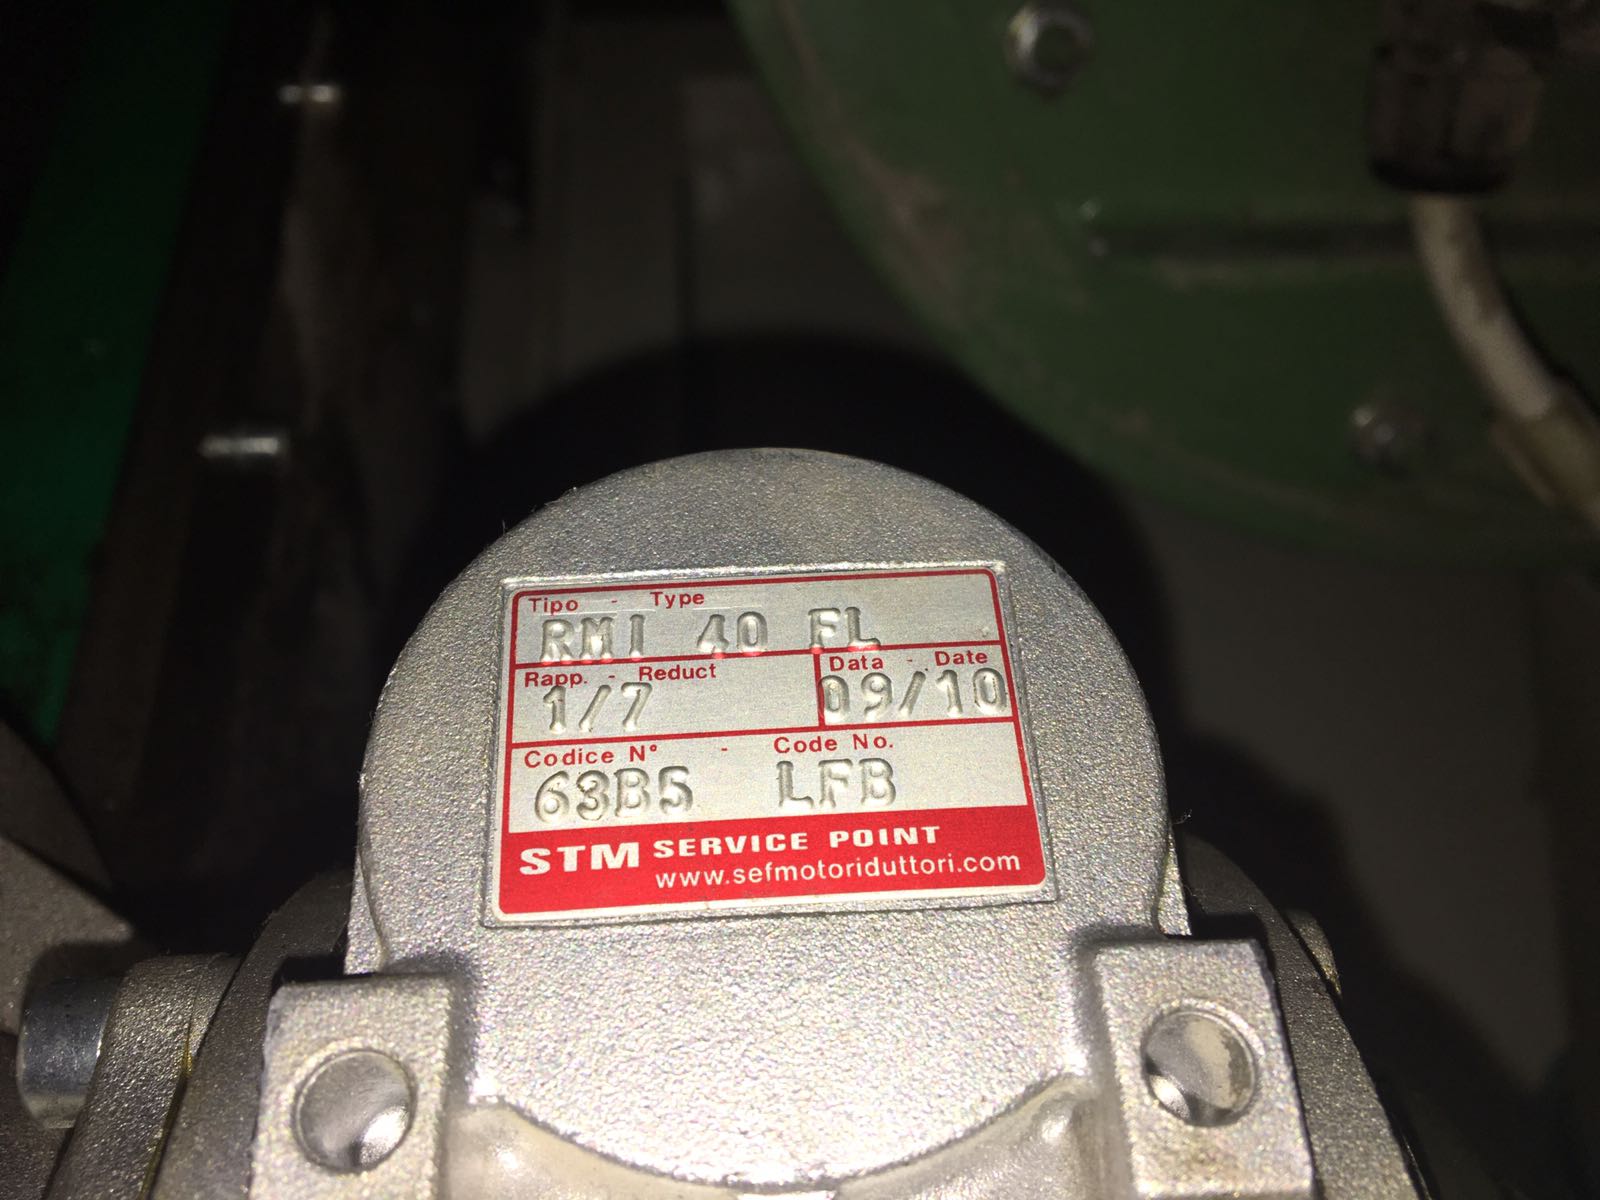 Tipo - Type
RMI 40 FL
Rapp. - Reduct
1/7
Data - Date
09/10
Codice N° - Code No.
63B5 LFB
STM SERVICE POINT
www.sefmotoriduttori.com